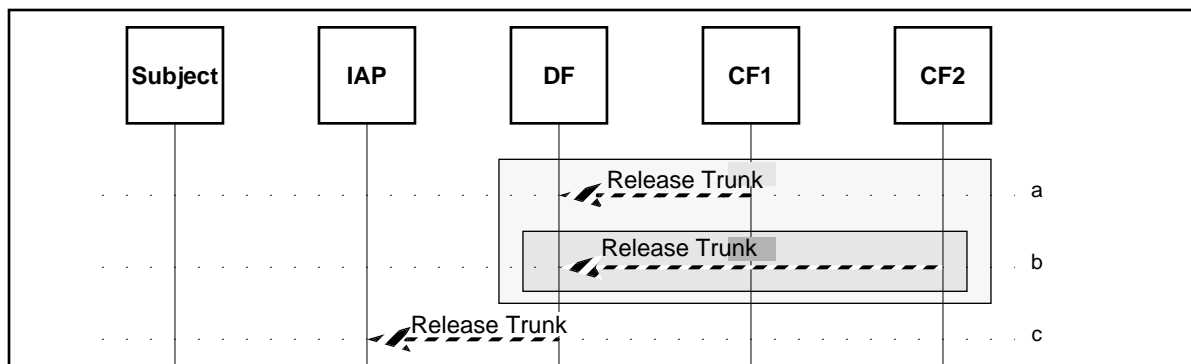 Subject IAP DF CF1 CF2
Release Trunk a
Release Trunk b
Release Trunk c